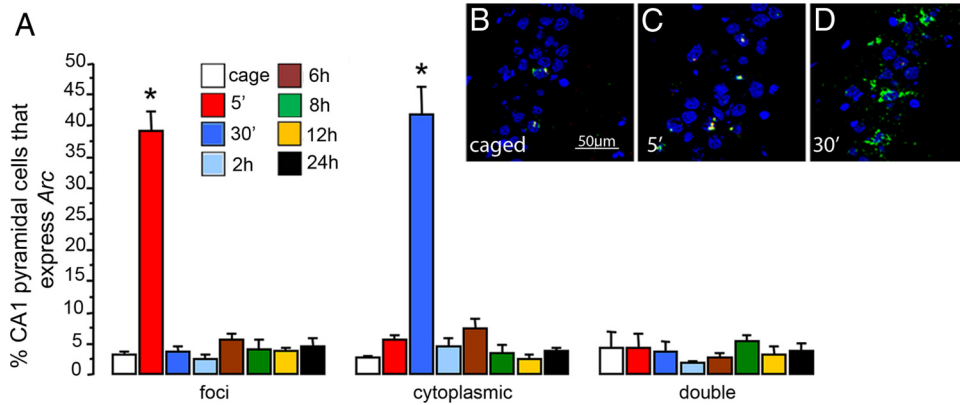 A
B
C
D
% CA1 pyramidal cells that
express Arc
50
45
40
35
30
25
20
15
10
5
0
*
*
cage
5’
30’
2h
6h
8h
12h
24h
foci
cytoplasmic
double
caged
50um
5’
30’